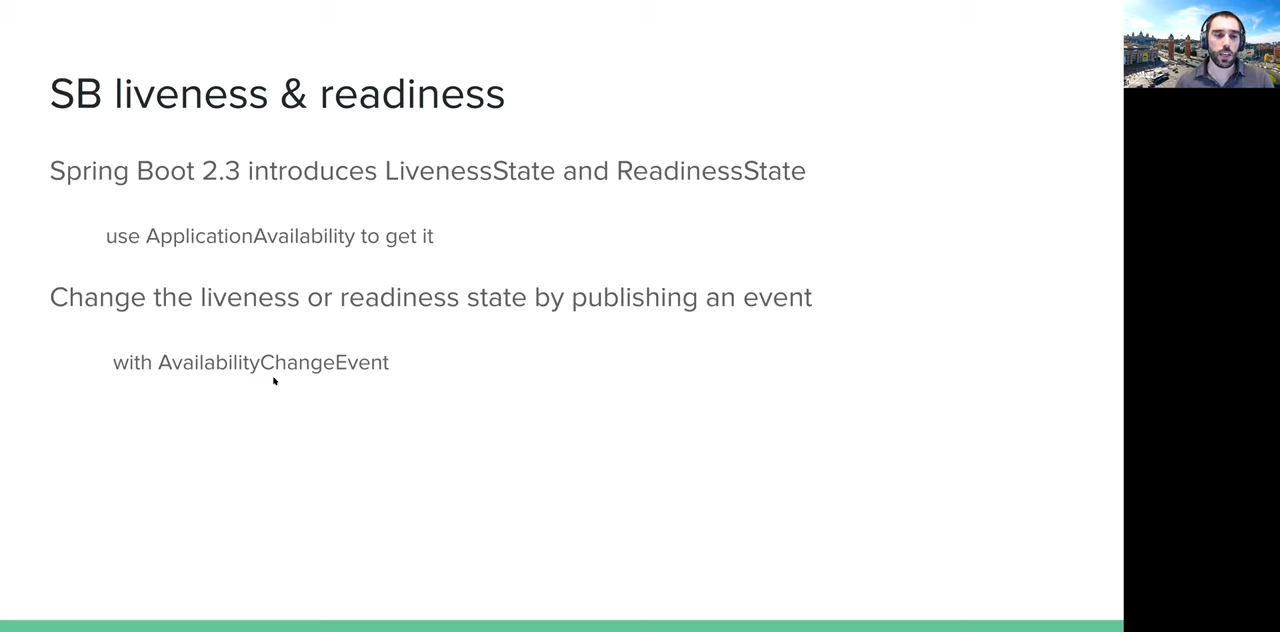 SB liveness & readiness
Spring Boot 2.3 introduces LivenessState and ReadinessState
use ApplicationAvailability to get it
Change the liveness or readiness state by publishing an event
with AvailabilityChangeEvent